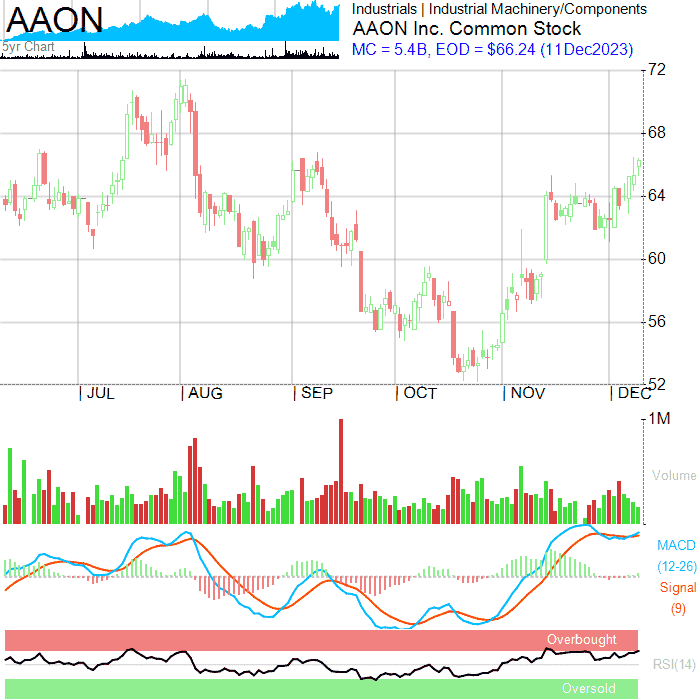 AAON
5yr Chart
Industrials | Industrial Machinery/Components
AAON Inc. Common Stock
MC = 5.4B, EOD = $66.24 (11Dec2023)
72
68
64
60
56
52
JUL
AUG
SEP
OCT
NOV
DEC
1M
Volume
MACD
(12-26)
Signal
(9)
Overbought
RSI(14)
Oversold